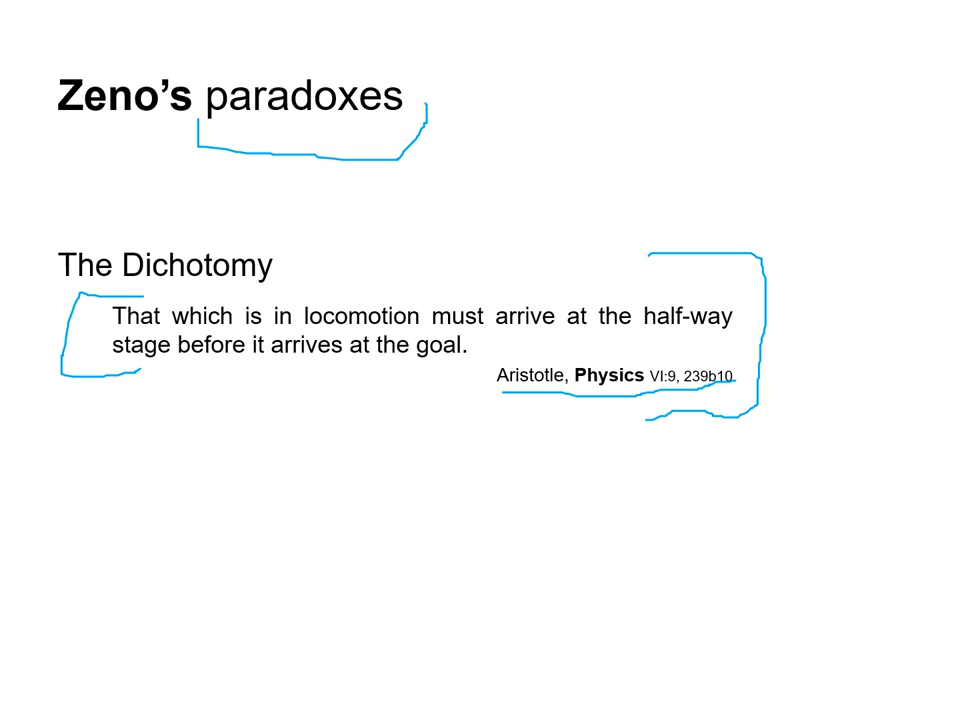 Zeno’s paradoxes
The Dichotomy
That which is in locomotion must arrive at the half-way
stage before it arrives at the goal.
Aristotle, Physics VI:9, 239b10